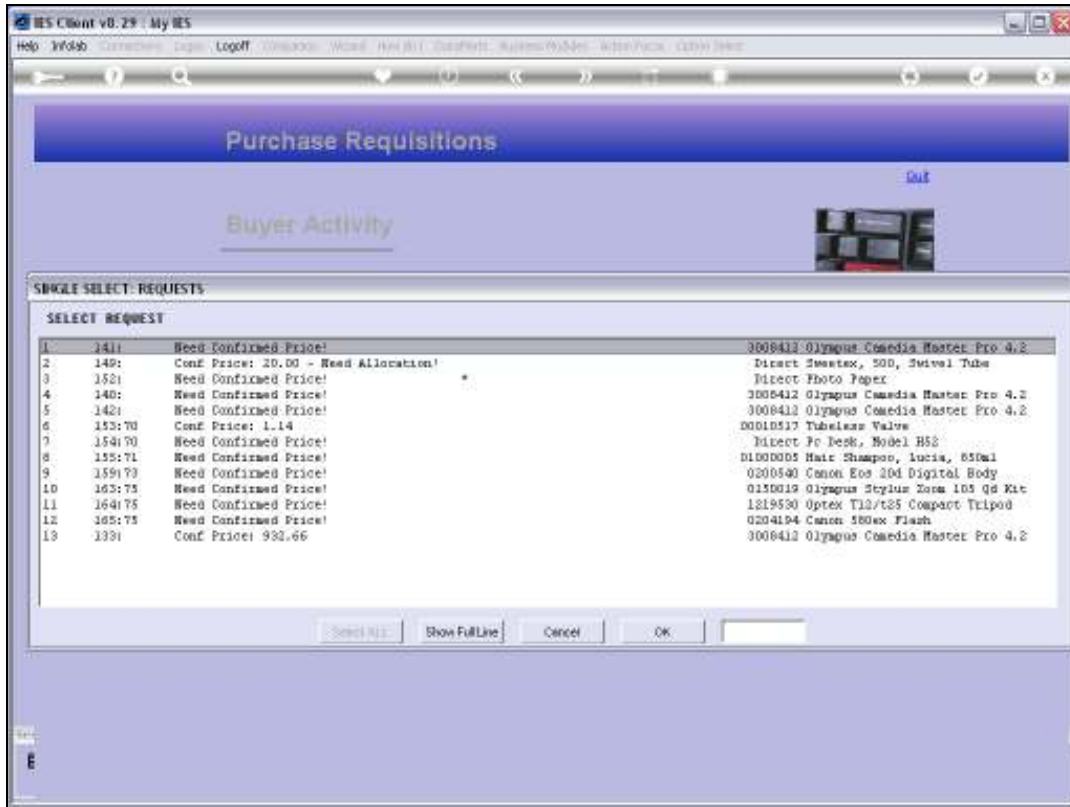 IES Client v8.29 : My IES
Help Infolab Logoff
Purchase Requisitions
Quit
Buyer Activity
SINGLE SELECT: REQUESTS
SELECT REQUEST
1 141: Need Confirmed Price! 3008412 Olympus Camedia Master Pro 4.2
2 149: Conf Price: 20.00 - Need Allocation! Direct Sweetex, 500, Swivel Tube
3 152: Need Confirmed Price! * Direct Photo Paper
4 140: Need Confirmed Price! 3008412 Olympus Camedia Master Pro 4.2
5 142: Need Confirmed Price! 3008412 Olympus Camedia Master Pro 4.2
6 153:70 Conf Price: 1.14 00010517 Tubeless Valve
7 154:70 Need Confirmed Price! Direct Pc Desk, Model H52
8 155:71 Need Confirmed Price! 01000005 Hair Shampoo, Lucia, 850ml
9 159:73 Need Confirmed Price! 0200540 Canon Eos 20d Digital Body
10 163:75 Need Confirmed Price! 0150019 Olympus Stylus Zoom 105 Qd Kit
11 164:75 Need Confirmed Price! 1219530 Optex T12/t25 Compact Tripod
12 165:75 Need Confirmed Price! 0204194 Canon 580ex Flash
13 133: Conf Price: 932.66 3008412 Olympus Camedia Master Pro 4.2
Select ALL Show Full Line Cancel OK